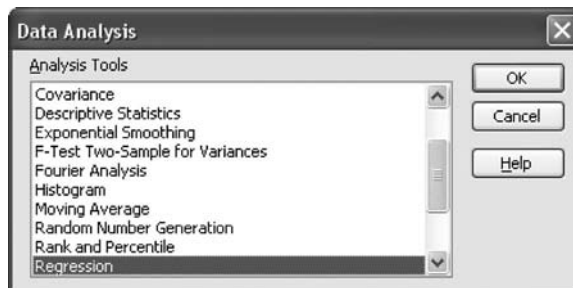 Data Analysis
Analysis Tools
Covariance
Descriptive Statistics
Exponential Smoothing
F-Test Two-Sample for Variances
Fourier Analysis
Histogram
Moving Average
Random Number Generation
Rank and Percentile
Regression
OK
Cancel
Help